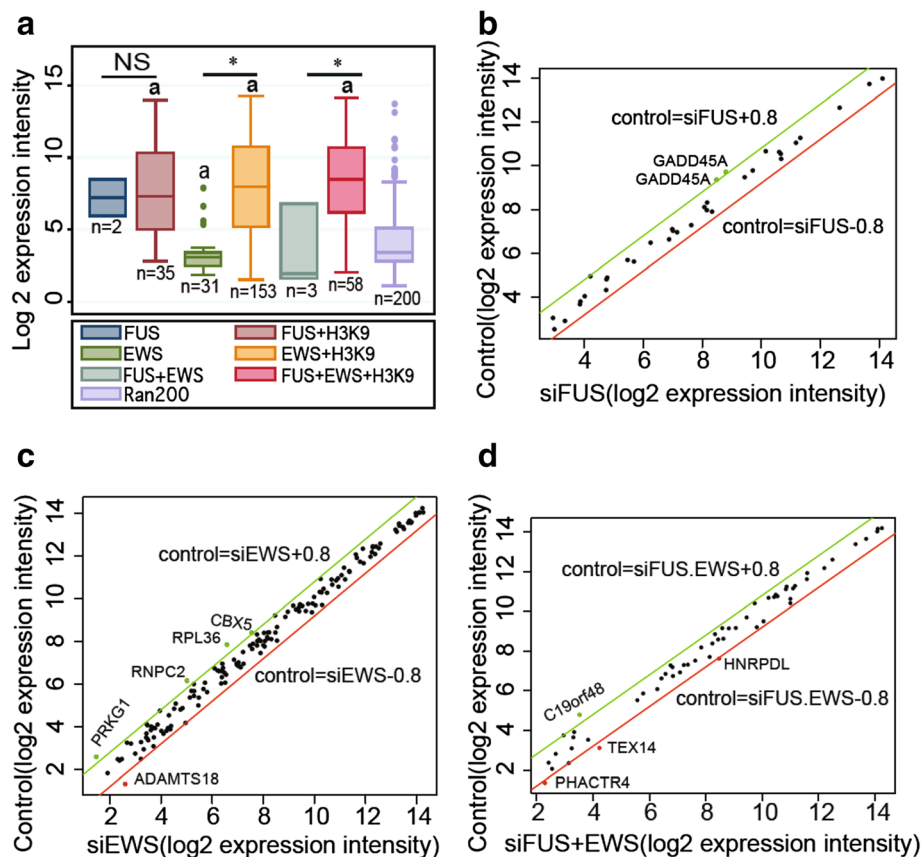 a
Log 2 expression intensity
15
10
5
0
NS
*
*
a
a
a
a
n=2
n=35
n=31
n=153
n=3
n=58
n=200
FUS
FUS+H3K9
EWS
EWS+H3K9
FUS+EWS
FUS+EWS+H3K9
Ran200
b
Control(log2 expression intensity)
14
12
10
8
6
4
control=siFUS+0.8
GADD45A
GADD45A
control=siFUS-0.8
4 6 8 10 12 14
siFUS(log2 expression intensity)
c
Control(log2 expression intensity)
14
12
10
8
6
4
2
control=siEWS+0.8
CBX5
RPL36
RNPC2
control=siEWS-0.8
PRKG1
ADAMTS18
2 4 6 8 10 12 14
siEWS(log2 expression intensity)
d
Control(log2 expression intensity)
14
12
10
8
6
4
2
control=siFUS.EWS+0.8
HNRPDL
control=siFUS.EWS-0.8
C19orf48
TEX14
PHACTR4
2 4 6 8 10 12 14
siFUS+EWS(log2 expression intensity)